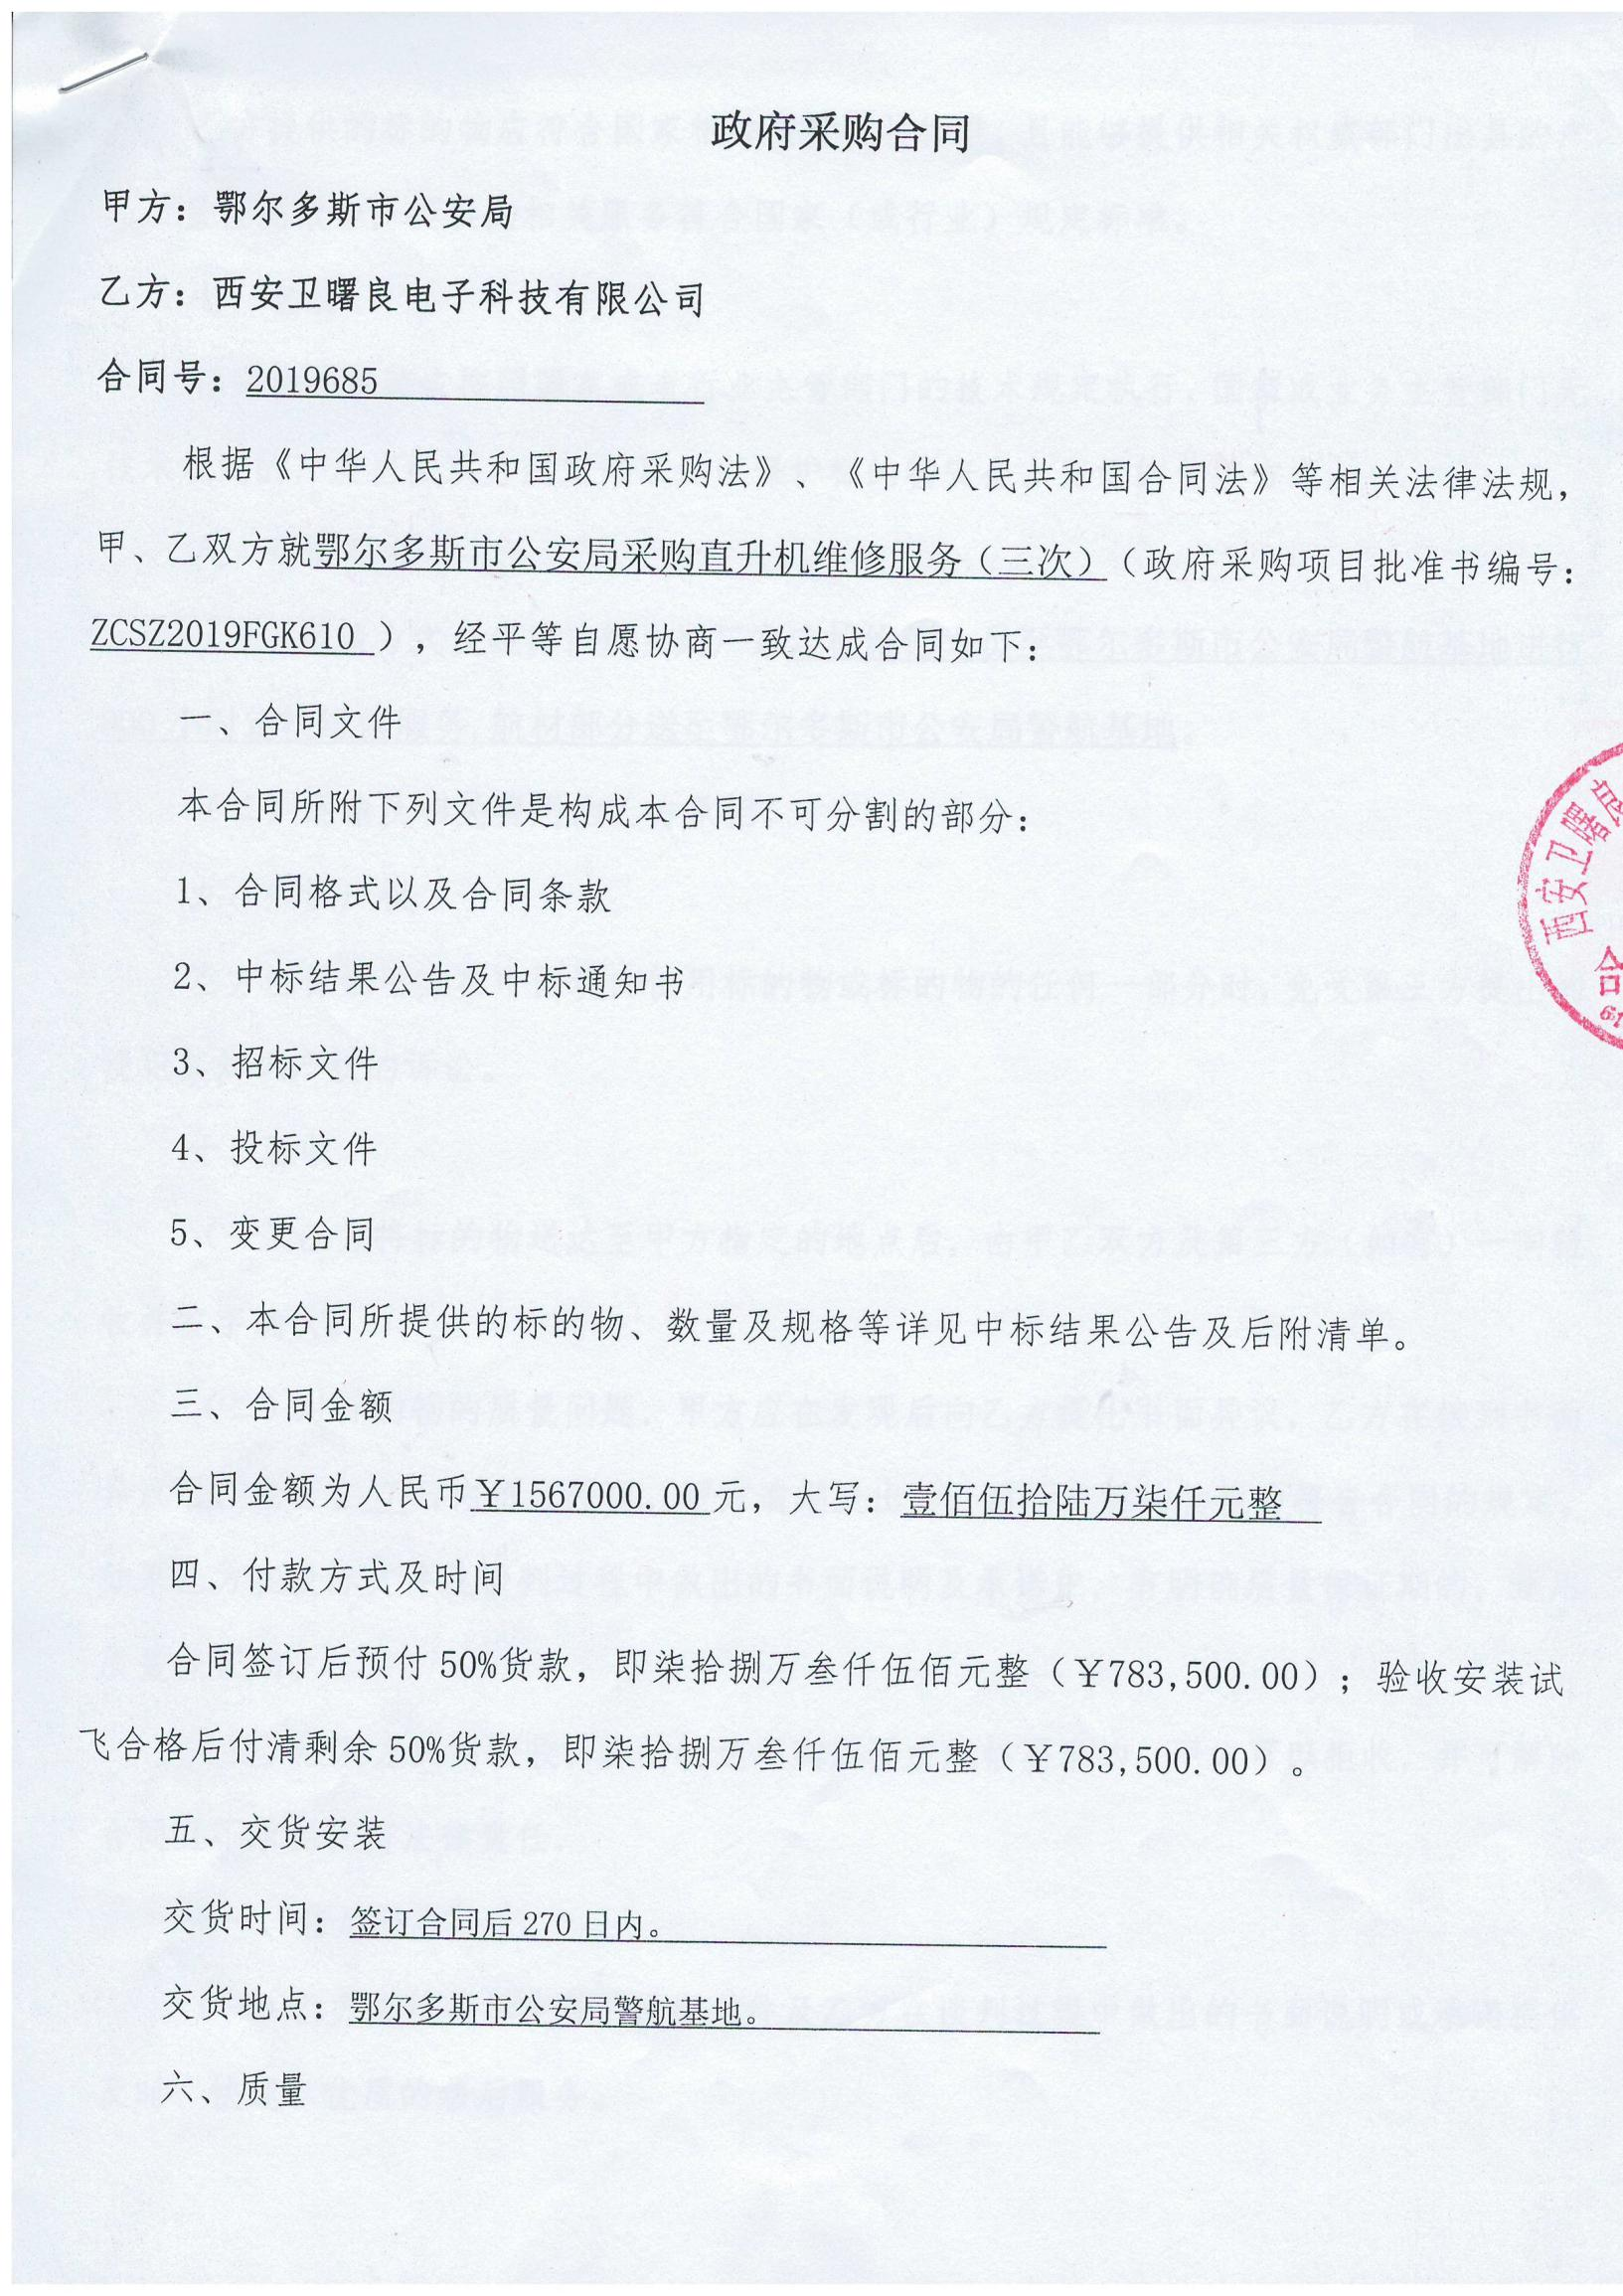 政府采购合同
甲方：鄂尔多斯市公安局
乙方：西安卫曙良电子科技有限公司
合同号：2019685
根据《中华人民共和国政府采购法》、《中华人民共和国合同法》等相关法律法规，
甲、乙双方就鄂尔多斯市公安局采购直升机维修服务（三次）（政府采购项目批准书编号：
ZCSZ2019FGK610 ），经平等自愿协商一致达成合同如下：
一、合同文件
本合同所附下列文件是构成本合同不可分割的部分：
1、合同格式以及合同条款
2、中标结果公告及中标通知书
3、招标文件
4、投标文件
5、变更合同
二、本合同所提供的标的物、数量及规格等详见中标结果公告及后附清单。
三、合同金额
合同金额为人民币￥1567000.00元，大写：壹佰伍拾陆万柒仟元整
四、付款方式及时间
合同签订后预付 50%货款，即柒拾捌万叁仟伍佰元整（￥783,500.00）；验收安装试
飞合格后付清剩余 50%货款，即柒拾捌万叁仟伍佰元整（￥783,500.00）。
五、交货安装
交货时间：签订合同后 270 日内。
交货地点：鄂尔多斯市公安局警航基地。
六、质量
西安卫曙良
合
61